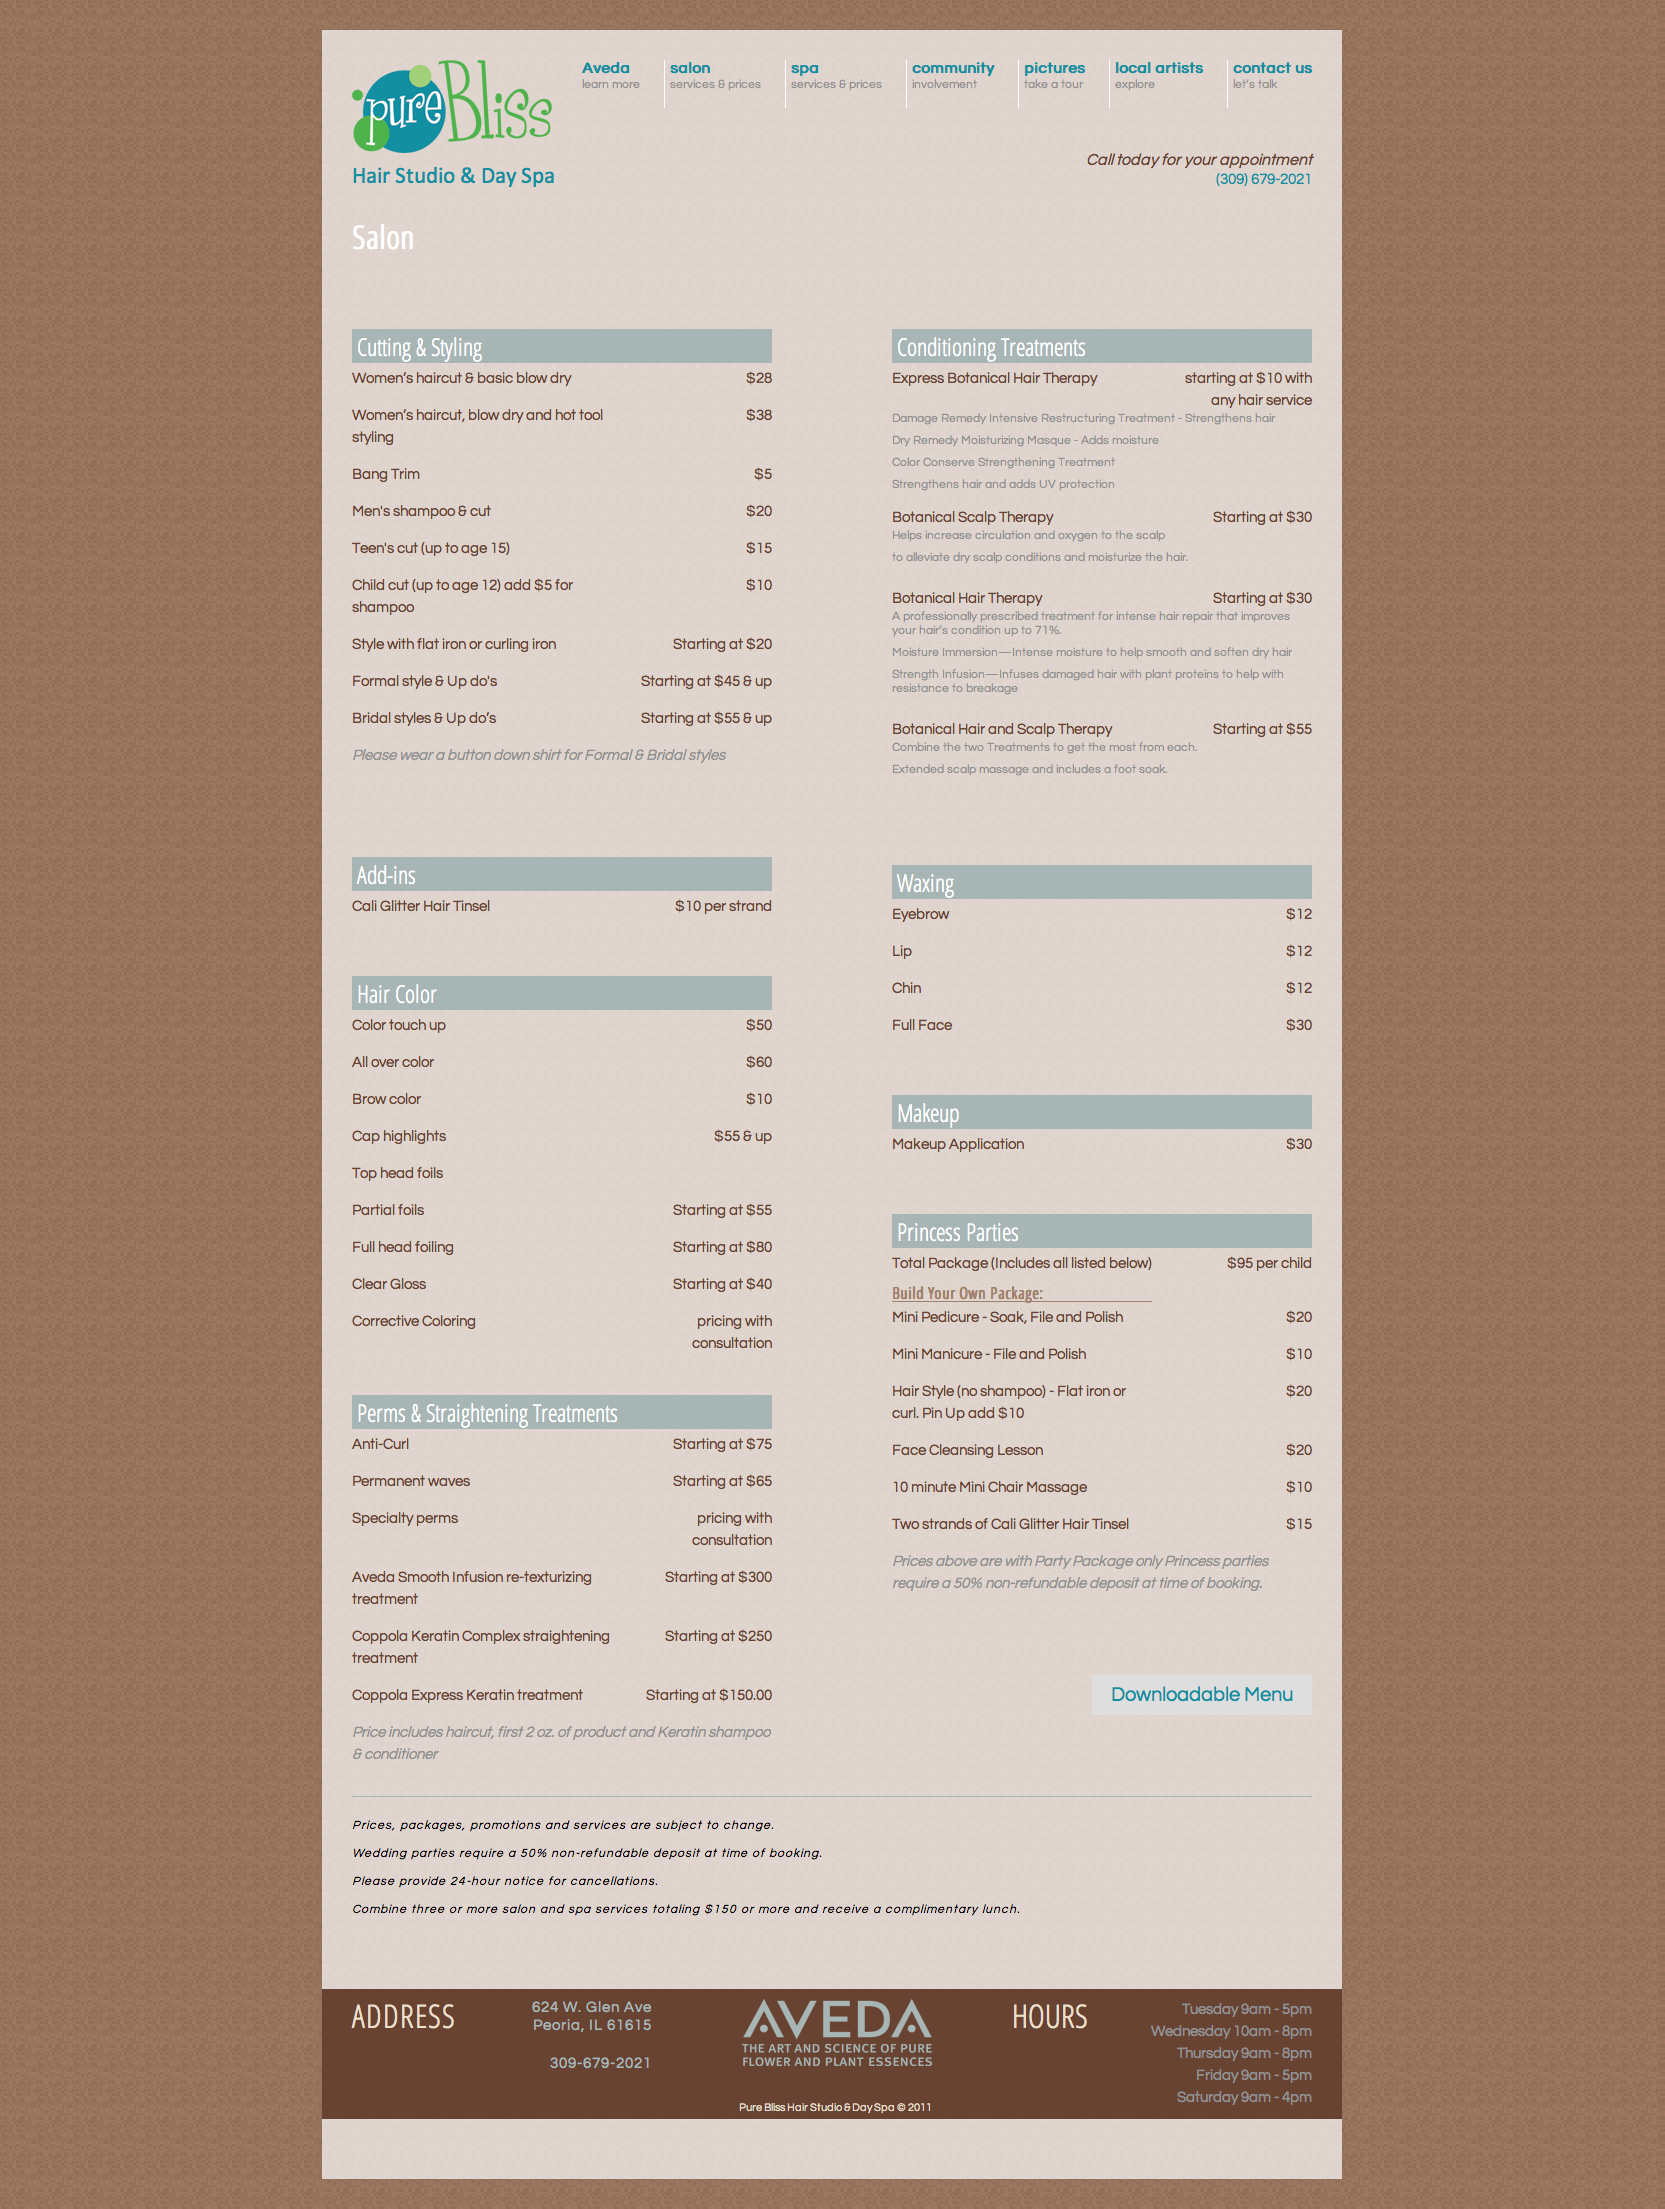 pure Bliss
Hair Studio & Day Spa
Aveda
learn more
salon
services & prices
spa
services & prices
community
involvement
pictures
take a tour
local artists
explore
contact us
let's talk
Call today for your appointment
(309) 679-2021
Salon
Cutting & Styling
Women’s haircut & basic blow dry $28
Women’s haircut, blow dry and hot tool $38
styling
Bang Trim $5
Men's shampoo & cut $20
Teen's cut (up to age 15) $15
Child cut (up to age 12) add $5 for $10
shampoo
Style with flat iron or curling iron Starting at $20
Formal style & Up do's Starting at $45 & up
Bridal styles & Up do’s Starting at $55 & up
Please wear a button down shirt for Formal & Bridal styles
Add-ins
Cali Glitter Hair Tinsel $10 per strand
Hair Color
Color touch up $50
All over color $60
Brow color $10
Cap highlights $55 & up
Top head foils
Partial foils Starting at $55
Full head foiling Starting at $80
Clear Gloss Starting at $40
Corrective Coloring pricing with
consultation
Perms & Straightening Treatments
Anti-Curl Starting at $75
Permanent waves Starting at $65
Specialty perms pricing with
consultation
Aveda Smooth Infusion re-texturizing Starting at $300
treatment
Coppola Keratin Complex straightening Starting at $250
treatment
Coppola Express Keratin treatment Starting at $150.00
Price includes haircut, first 2 oz. of product and Keratin shampoo
& conditioner
Conditioning Treatments
Express Botanical Hair Therapy starting at $10 with
any hair service
Damage Remedy Intensive Restructuring Treatment - Strengthens hair
Dry Remedy Moisturizing Masque - Adds moisture
Color Conserve Strengthening Treatment
Strengthens hair and adds UV protection
Botanical Scalp Therapy Starting at $30
Helps increase circulation and oxygen to the scalp
to alleviate dry scalp conditions and moisturize the hair.
Botanical Hair Therapy Starting at $30
A professionally prescribed treatment for intense hair repair that improves
your hair’s condition up to 71%.
Moisture Immersion—Intense moisture to help smooth and soften dry hair
Strength Infusion—Infuses damaged hair with plant proteins to help with
resistance to breakage
Botanical Hair and Scalp Therapy Starting at $55
Combine the two Treatments to get the most from each.
Extended scalp massage and includes a foot soak.
Waxing
Eyebrow $12
Lip $12
Chin $12
Full Face $30
Makeup
Makeup Application $30
Princess Parties
Total Package (Includes all listed below) $95 per child
Build Your Own Package:
Mini Pedicure - Soak, File and Polish $20
Mini Manicure - File and Polish $10
Hair Style (no shampoo) - Flat iron or $20
curl. Pin Up add $10
Face Cleansing Lesson $20
10 minute Mini Chair Massage $10
Two strands of Cali Glitter Hair Tinsel $15
Prices above are with Party Package only Princess parties
require a 50% non-refundable deposit at time of booking.
Downloadable Menu
Prices, packages, promotions and services are subject to change.
Wedding parties require a 50% non-refundable deposit at time of booking.
Please provide 24-hour notice for cancellations.
Combine three or more salon and spa services totaling $150 or more and receive a complimentary lunch.
ADDRESS
624 W. Glen Ave
Peoria, IL 61615
309-679-2021
AVEDA
THE ART AND SCIENCE OF PURE
FLOWER AND PLANT ESSENCES
Pure Bliss Hair Studio & Day Spa © 2011
HOURS
Tuesday 9am - 5pm
Wednesday 10am - 8pm
Thursday 9am - 8pm
Friday 9am - 5pm
Saturday 9am - 4pm